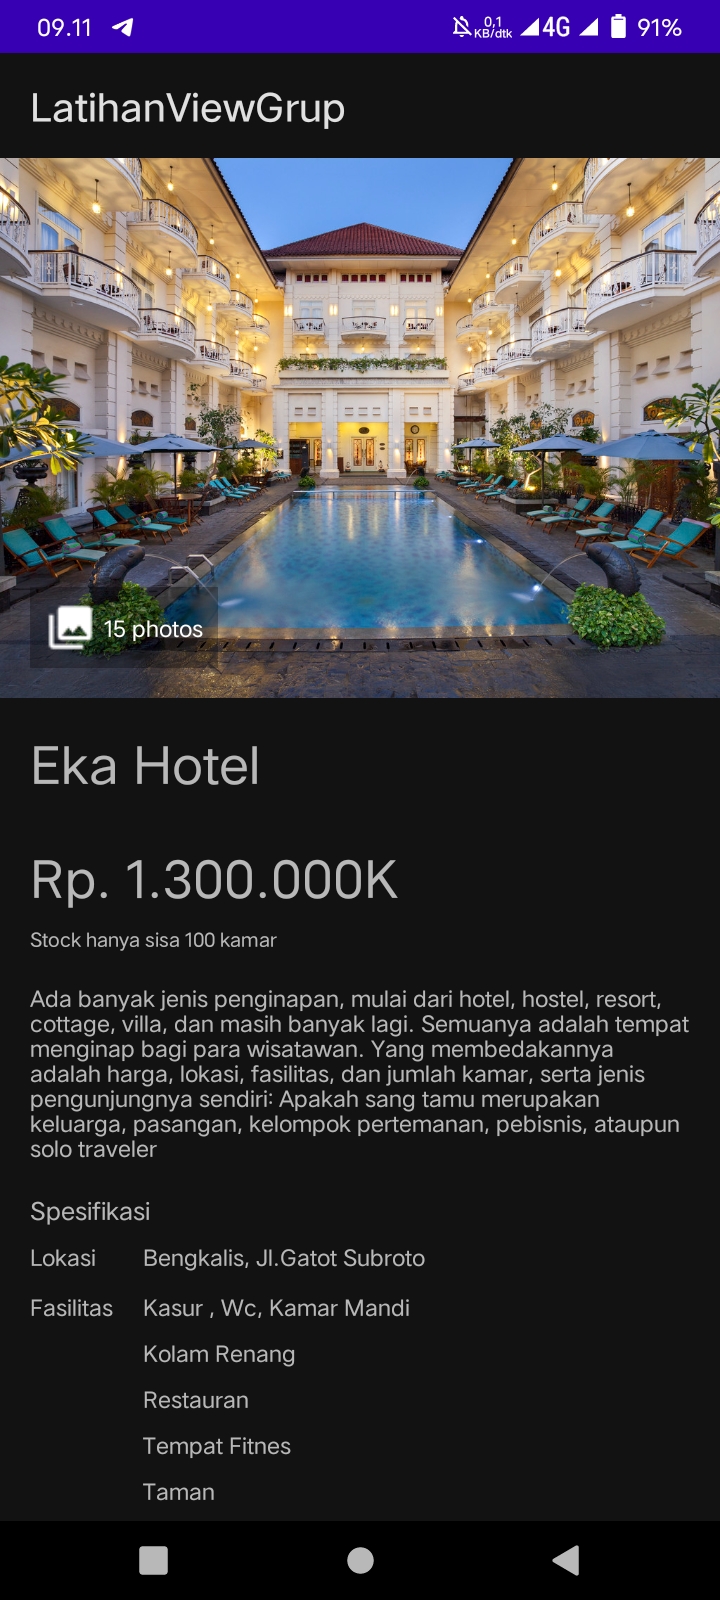 09.11 0,1 KB/dtk 4G 91%
LatihanViewGrup
15 photos
Eka Hotel
Rp. 1.300.000K
Stock hanya sisa 100 kamar
Ada banyak jenis penginapan, mulai dari hotel, hostel, resort,
cottage, villa, dan masih banyak lagi. Semuanya adalah tempat
menginap bagi para wisatawan. Yang membedakannya
adalah harga, lokasi, fasilitas, dan jumlah kamar, serta jenis
pengunjungnya sendiri: Apakah sang tamu merupakan
keluarga, pasangan, kelompok pertemanan, pebisnis, ataupun
solo traveler
Spesifikasi
Lokasi Bengkalis, Jl.Gatot Subroto
Fasilitas Kasur , Wc, Kamar Mandi
Kolam Renang
Restauran
Tempat Fitnes
Taman